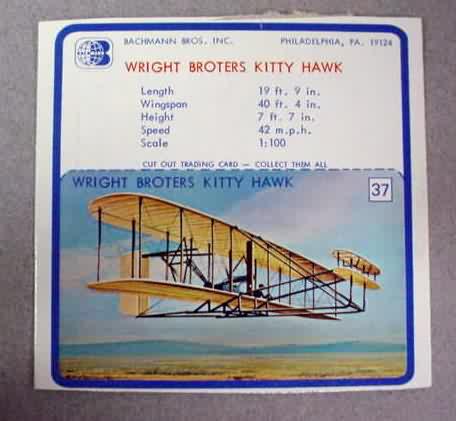 BACHMANN BROS. INC. PHILADELPHIA, PA. 19124
WRIGHT BROTERS KITTY HAWK
Length 19 ft. 9 in.
Wingspan 40 ft. 4 in.
Height 7 ft. 7 in.
Speed 42 m.p.h.
Scale 1:100
CUT OUT TRADING CARD — COLLECT THEM ALL
WRIGHT BROTERS KITTY HAWK
37